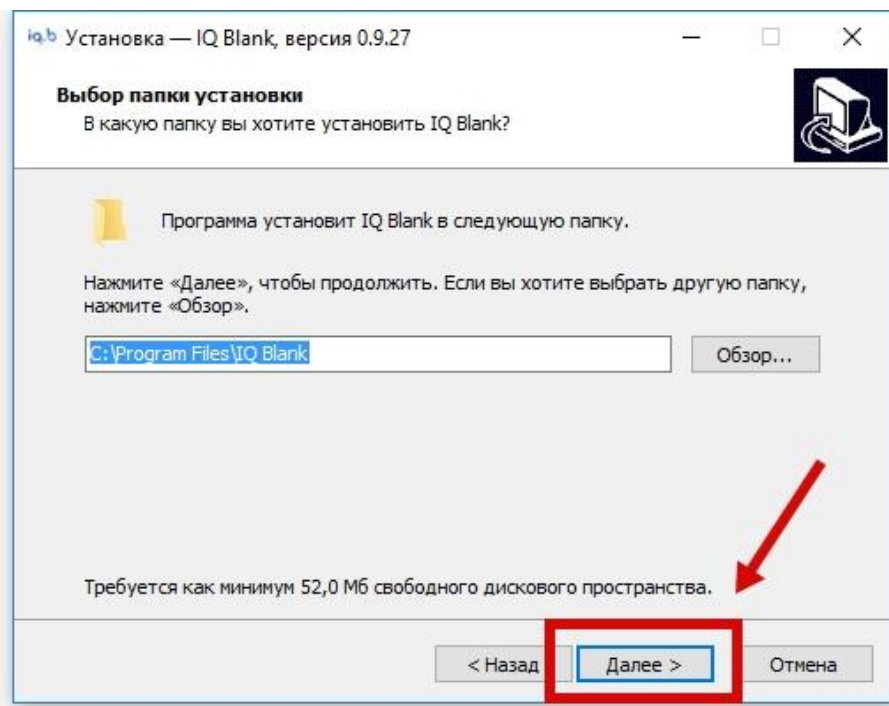 iq.b Установка — IQ Blank, версия 0.9.27
Выбор папки установки
В какую папку вы хотите установить IQ Blank?
Программа установит IQ Blank в следующую папку.
Нажмите «Далее», чтобы продолжить. Если вы хотите выбрать другую папку,
нажмите «Обзор».
C:\Program Files\IQ Blank
Обзор...
Требуется как минимум 52,0 Мб свободного дискового пространства.
< Назад Далее > Отмена